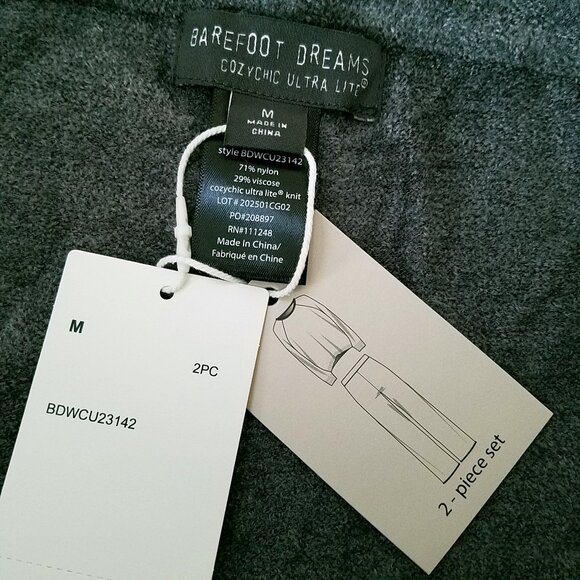 BAREFOOT DREAMS
COZYCHIC ULTRA LITE®
M
MADE IN
CHINA
style BDWCU23142
71% nylon
29% viscose
cozychic ultra lite® knit
LOT # 202501CG02
PO#208897
RN#111248
Made In China/
Fabriqué en Chine
M
2PC
BDWCU23142
2 - piece set